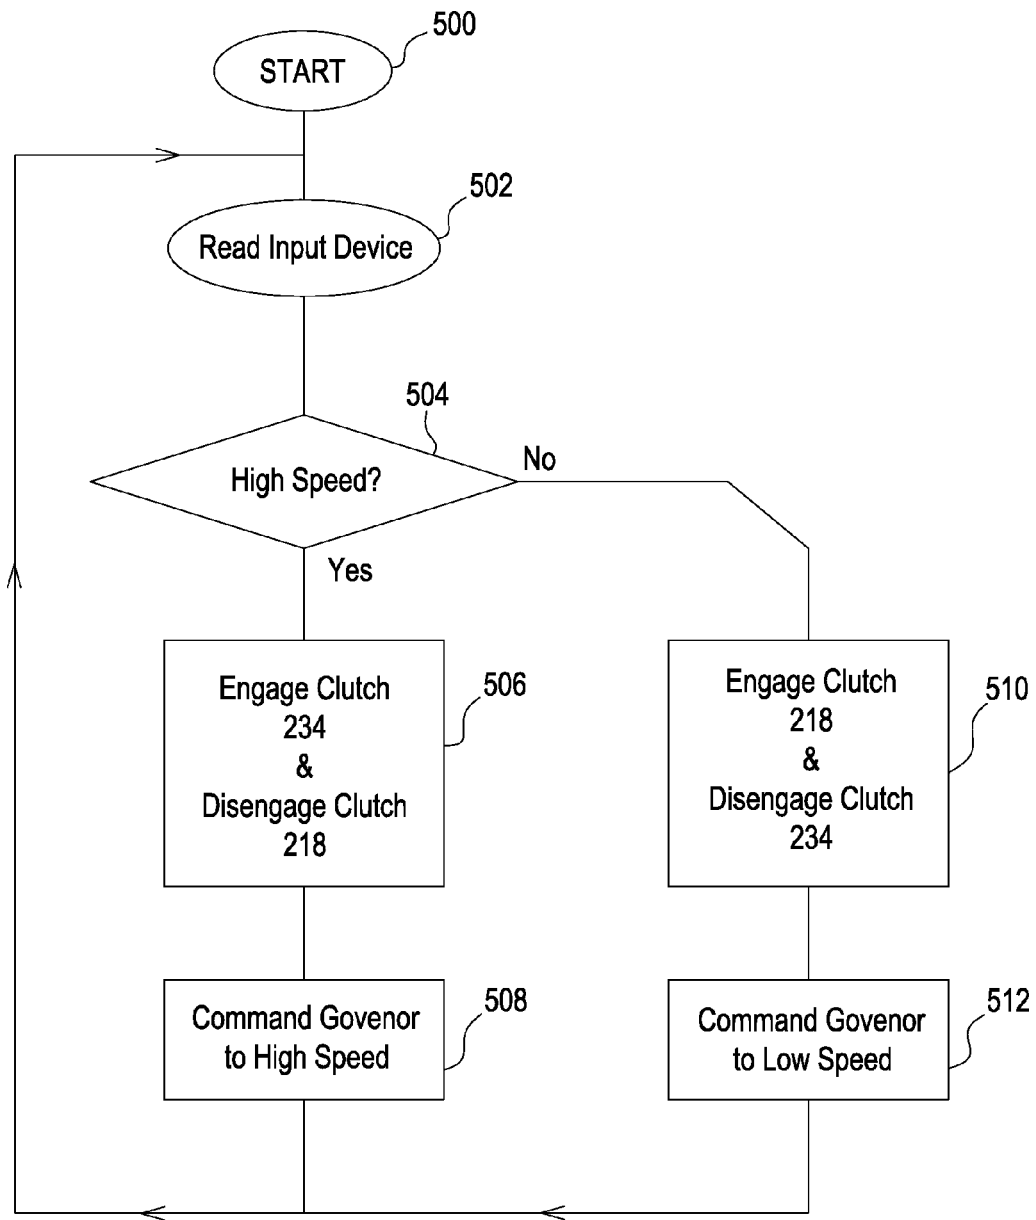 500
START
502
Read Input Device
504
High Speed?
No
Yes
Engage Clutch
234
&
Disengage Clutch
218
506
Engage Clutch
218
&
Disengage Clutch
234
510
Command Govenor
to High Speed
508
Command Govenor
to Low Speed
512